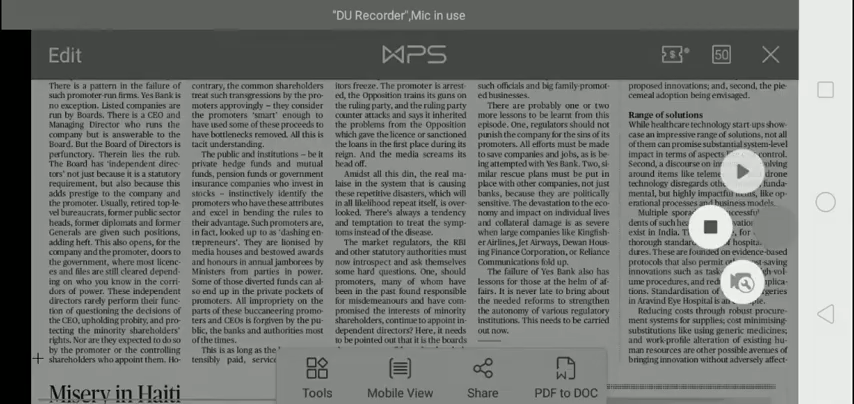 "DU Recorder",Mic in use
Edit
WPS
50
There is a pattern in the failure of
such promoter-run firms. Yes Bank is
no exception. Listed companies are
run by Boards. There is a CEO and
Managing Director who runs the
company but is answerable to the
Board. But the Board of Directors is
perfunctory. Therein lies the rub.
The Board has 'independent direc-
tors' not just because it is a statutory
requirement, but also because this
adds prestige to the company and
the promoter. Usually, retired top-le-
vel bureaucrats, former public sector
heads, former diplomats and former
Generals are given such positions,
adding heft. This also opens, for the
company and the promoter, doors to
the government, where most licenc-
es and files are still cleared depend-
ing on who you know in the corri-
dors of power. These independent
directors rarely perform their func-
tion of questioning the decisions of
the CEO, upholding probity, and pro-
tecting the minority shareholders'
rights. Nor are they expected to do so
by the promoter or the controlling
shareholders who appoint them. Ho-
contrary, the common shareholders
treat such transgressions by the pro-
moters approvingly – they consider
the promoters 'smart' enough to
have used some of these proceeds to
have bottlenecks removed. All this is
tacit understanding.
The public and institutions – be it
private hedge funds and mutual
funds, pension funds or government
insurance companies who invest in
stocks – instinctively identify the
promoters who have these attributes
and excel in bending the rules to
their advantage. Such promoters are,
in fact, looked up to as 'dashing en-
trepreneurs'. They are lionised by
media houses and bestowed awards
and honours in annual jamborees by
Ministers from parties in power.
Some of those diverted funds can al-
so end up in the private pockets of
promoters. All impropriety on the
parts of these buccaneering promo-
ters and CEOs is forgiven by the pu-
blic, the banks and authorities most
of the times.
This is as long as the
tensibly paid, servic
itors freeze. The promoter is arrest-
ed, the Opposition trains its guns on
the ruling party, and the ruling party
counter attacks and says it inherited
the problems from the Opposition
which gave the licence or sanctioned
the loans in the first place during its
reign. And the media screams its
head off.
Amidst all this din, the real ma-
laise in the system that is causing
these repetitive disasters, which will
in all likelihood repeat itself, is over-
looked. There's always a tendency
and temptation to treat the symp-
toms instead of the disease.
The market regulators, the RBI
and other statutory authorities must
now introspect and ask themselves
some hard questions. One, should
promoters, many of whom have
been in the past found responsible
for misdemeanours and have com-
promised the interests of minority
shareholders, continue to appoint in-
dependent directors? Here, it needs
to be pointed out that it is the boards
such officials and big family-promot-
ed businesses.
There are probably one or two
more lessons to be learnt from this
episode. One, regulators should not
punish the company for the sins of its
promoters. All efforts must be made
to save companies and jobs, as is be-
ing attempted with Yes Bank. Two, si-
milar rescue plans must be put in
place with other companies, not just
banks, because they are politically
sensitive. The devastation to the eco-
nomy and impact on individual lives
and collateral damage is as severe
when large companies like Kingfish-
er Airlines, Jet Airways, Dewan Hous-
ing Finance Corporation, or Reliance
Communications fold up.
The failure of Yes Bank also has
lessons for those at the helm of af-
fairs. It is never late to bring about
the needed reforms to strengthen
the autonomy of various regulatory
institutions. This needs to be carried
out now.
proposed innovations; and, second, the pie-
cemeal adoption being envisaged.
Range of solutions
While healthcare technology start-ups show-
case an impressive range of solutions, not all
of them can promise substantial system-level
impact in terms of aspects control.
Second, a discourse on olving
around items like telem drone
technology disregards funda-
mental, but highly impactful items, like op-
erational processes and business models.
Multiple spo successful
dents of such he novation
exist in India. T e, for
thorough standard hospital
dures. These are founded on evidence-based
protocols that permit cost-saving
innovations such as task h-vol-
ume procedures, and red plica-
tions. Standardisation of
in Aravind Eye Hospital is an ple.
Reducing costs through robust procure-
ment systems for supplies; cost minimising-
substitutions like using generic medicines;
and work-profile alteration of existing hu-
man resources are other possible avenues of
bringing innovation without adversely affect-
Misery in Haiti
Tools
Mobile View
Share
PDF to DOC